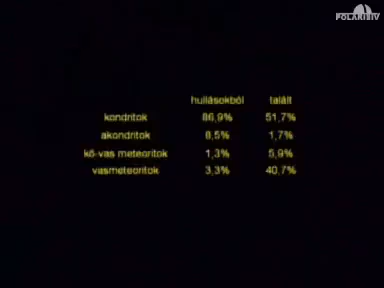 POLARIS TV
hullásokból talált
kondritok 86,9% 51,7%
akondritok 8,5% 1,7%
kő-vas meteoritok 1,3% 5,9%
vasmeteoritok 3,3% 40,7%